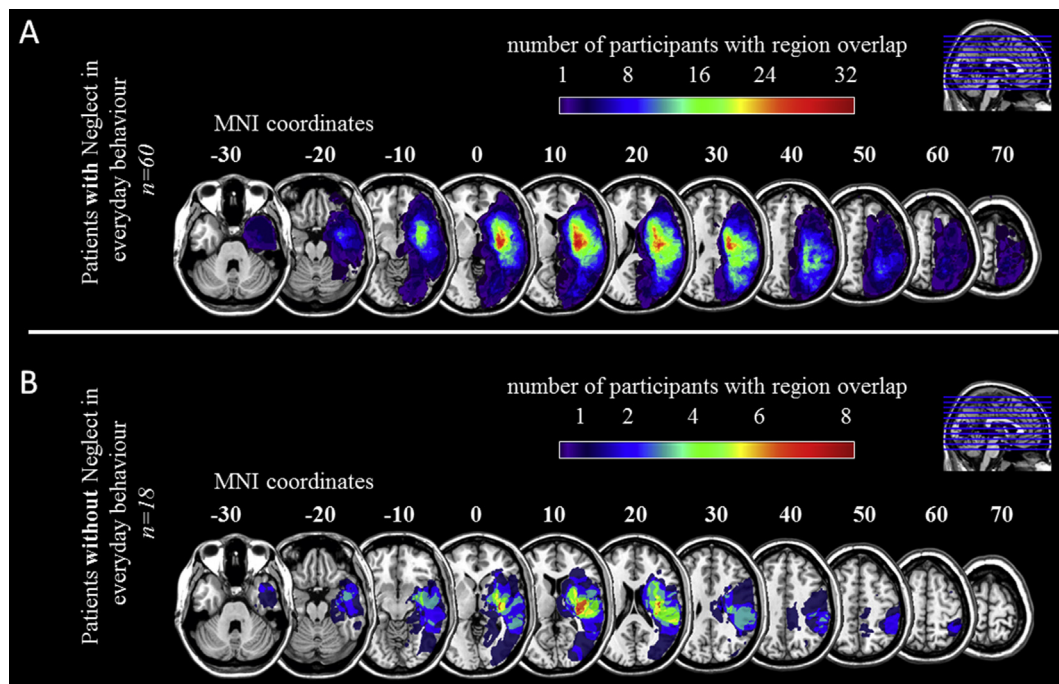 A
Patients with Neglect in
everyday behaviour
n=60
number of participants with region overlap
1 8 16 24 32
MNI coordinates
-30 -20 -10 0 10 20 30 40 50 60 70
B
Patients without Neglect in
everyday behaviour
n=18
number of participants with region overlap
1 2 4 6 8
MNI coordinates
-30 -20 -10 0 10 20 30 40 50 60 70